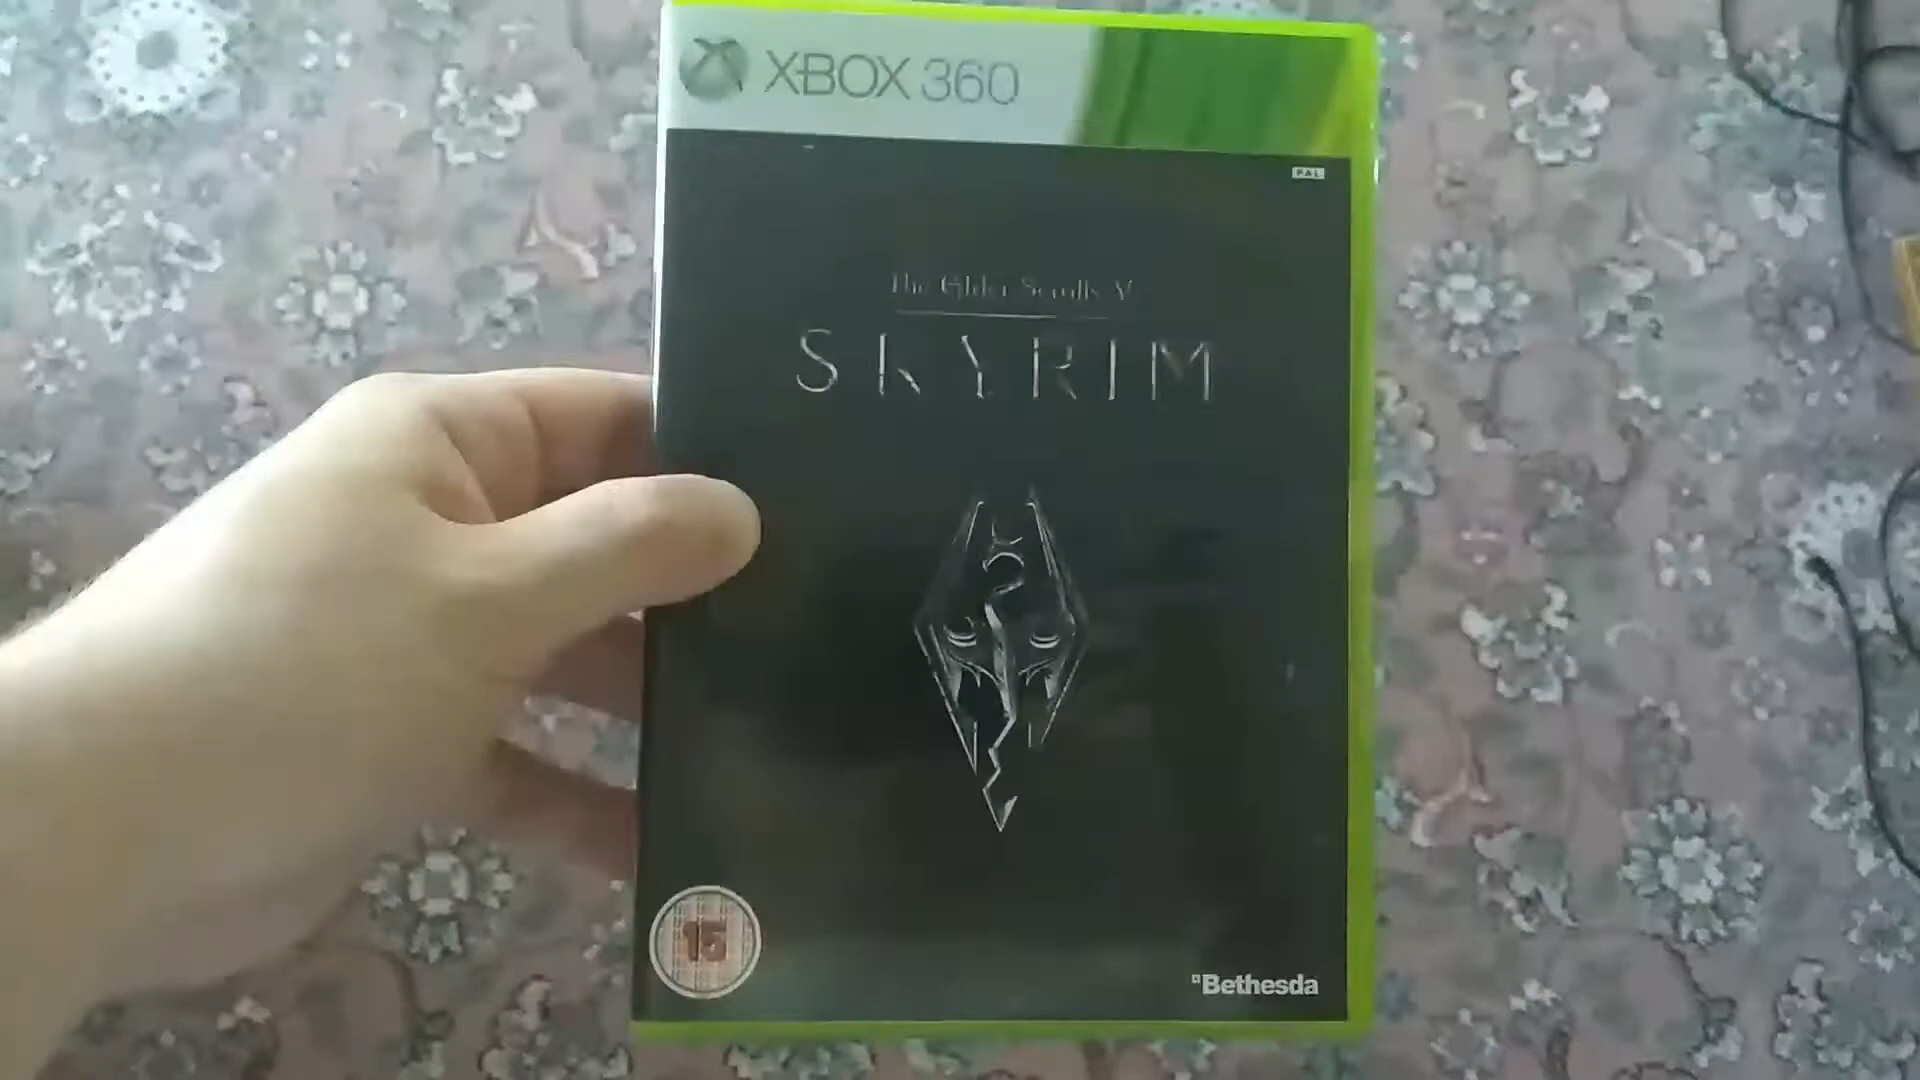 XBOX 360
PAL
The Elder Scrolls V
SKYRIM
15
Bethesda